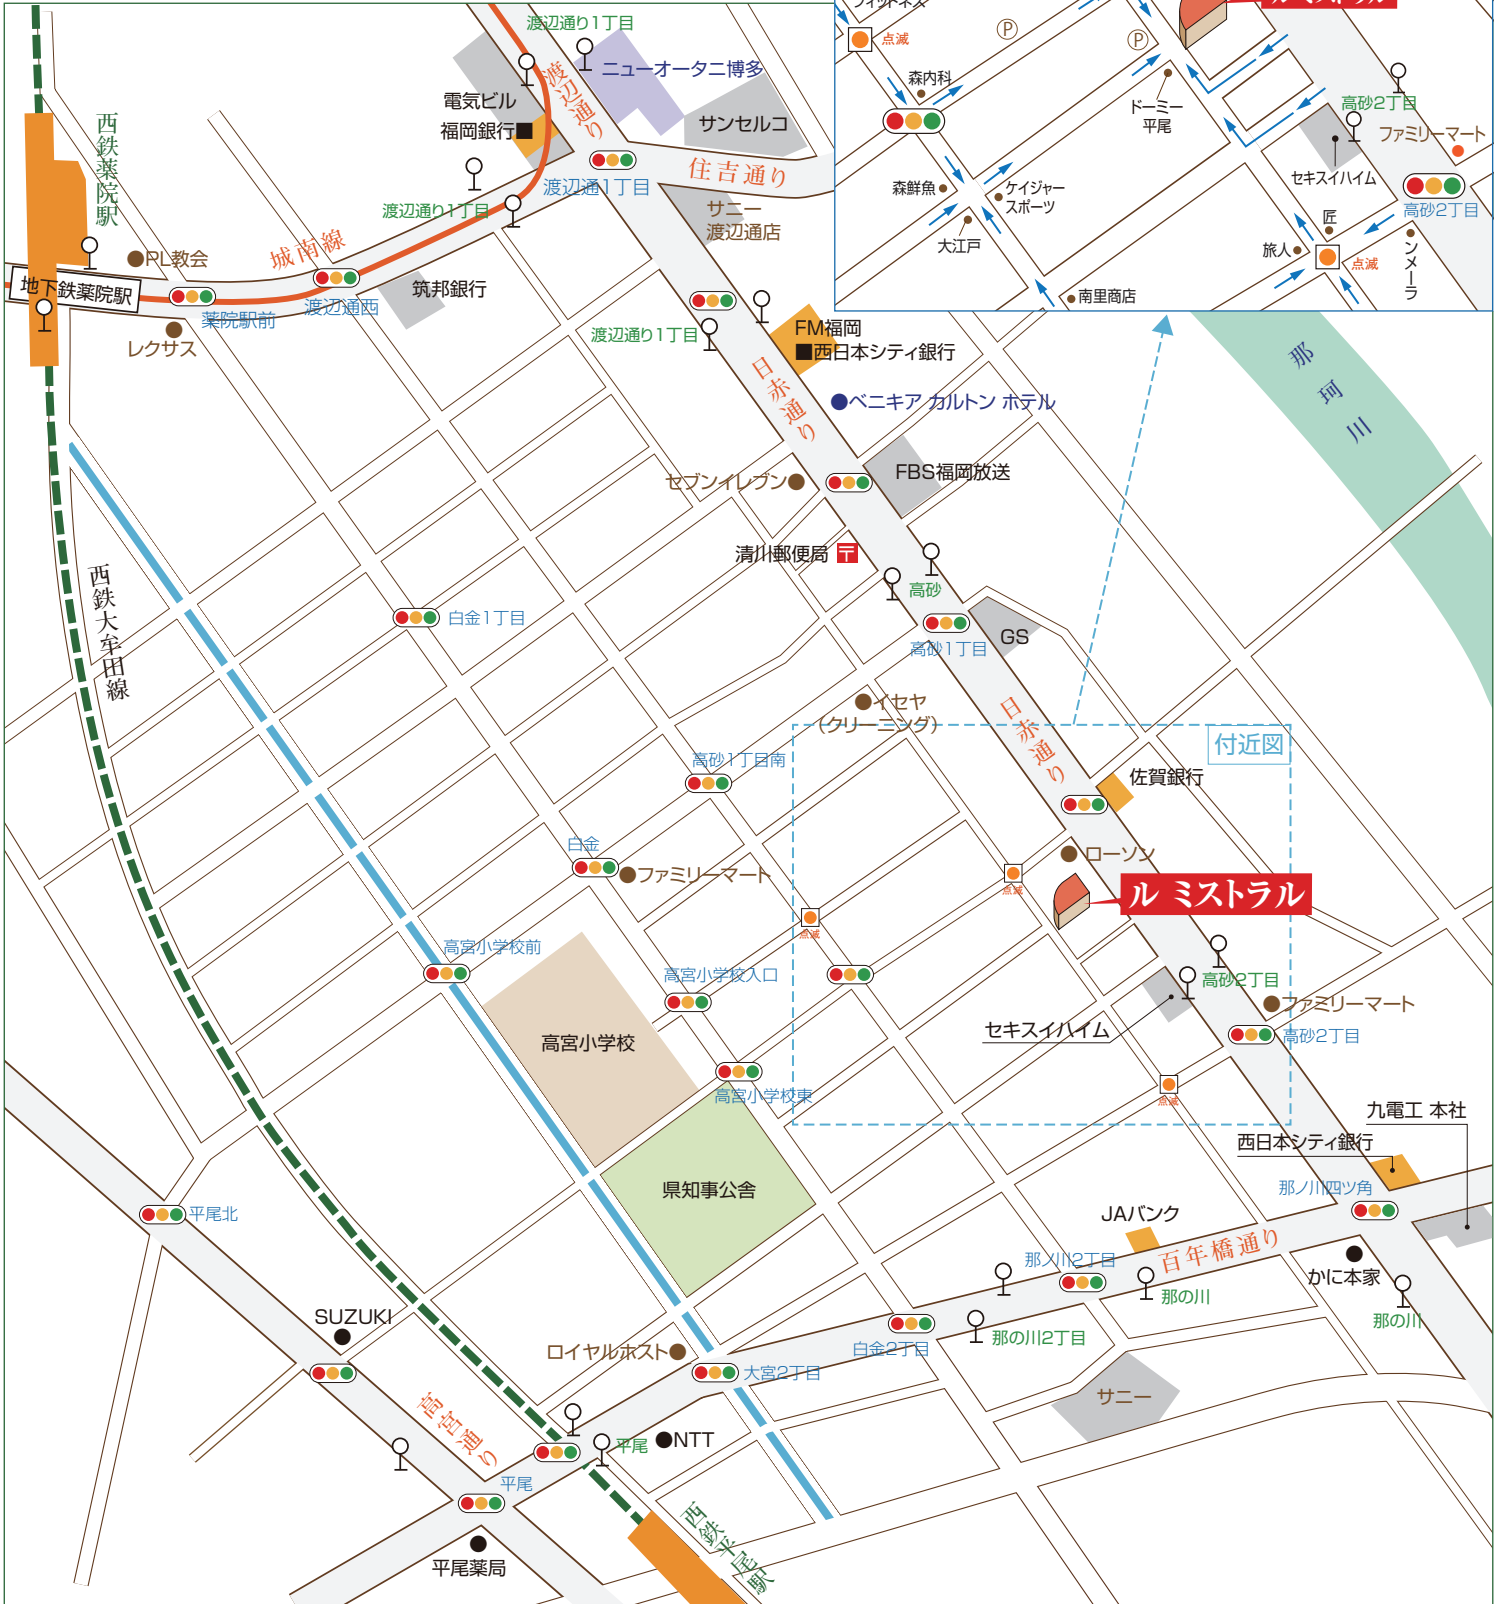 渡辺通り1丁目
フィットネス
ル ミストラル
P
P
点滅
渡辺通り
ニューオータニ博多
電気ビル
福岡銀行
サンセルコ
森内科
ドーミー
平尾
高砂2丁目
ファミリーマート
西鉄薬院駅
渡辺通1丁目
住吉通り
セキスイハイム
高砂2丁目
森鮮魚
ケイジャー
スポーツ
大江戸
渡辺通り1丁目
サニー
渡辺通店
匠
旅人
点滅
ンメーラ
南里商店
城南線
PL教会
地下鉄薬院駅
薬院駅前
渡辺通西
筑邦銀行
レクサス
渡辺通り1丁目
FM福岡
西日本シティ銀行
日赤通り
ベニキア カルトン ホテル
那珂川
セブンイレブン
FBS福岡放送
清川郵便局
〒
高砂
西鉄大牟田線
白金1丁目
高砂1丁目
GS
イセヤ
(クリーニング)
日赤通り
付近図
高砂1丁目南
佐賀銀行
白金
ファミリーマート
ローソン
点滅
ル ミストラル
点滅
高宮小学校前
高宮小学校入口
高砂2丁目
ファミリーマート
セキスイハイム
高砂2丁目
高宮小学校
高宮小学校東
点滅
九電工 本社
西日本シティ銀行
県知事公舎
那ノ川四ツ角
平尾北
JAバンク
百年橋通り
那ノ川2丁目
かに本家
那の川
那の川
SUZUKI
那の川2丁目
白金2丁目
ロイヤルホスト
大宮2丁目
サニー
高宮通り
平尾
NTT
平尾
西鉄平尾駅
平尾薬局